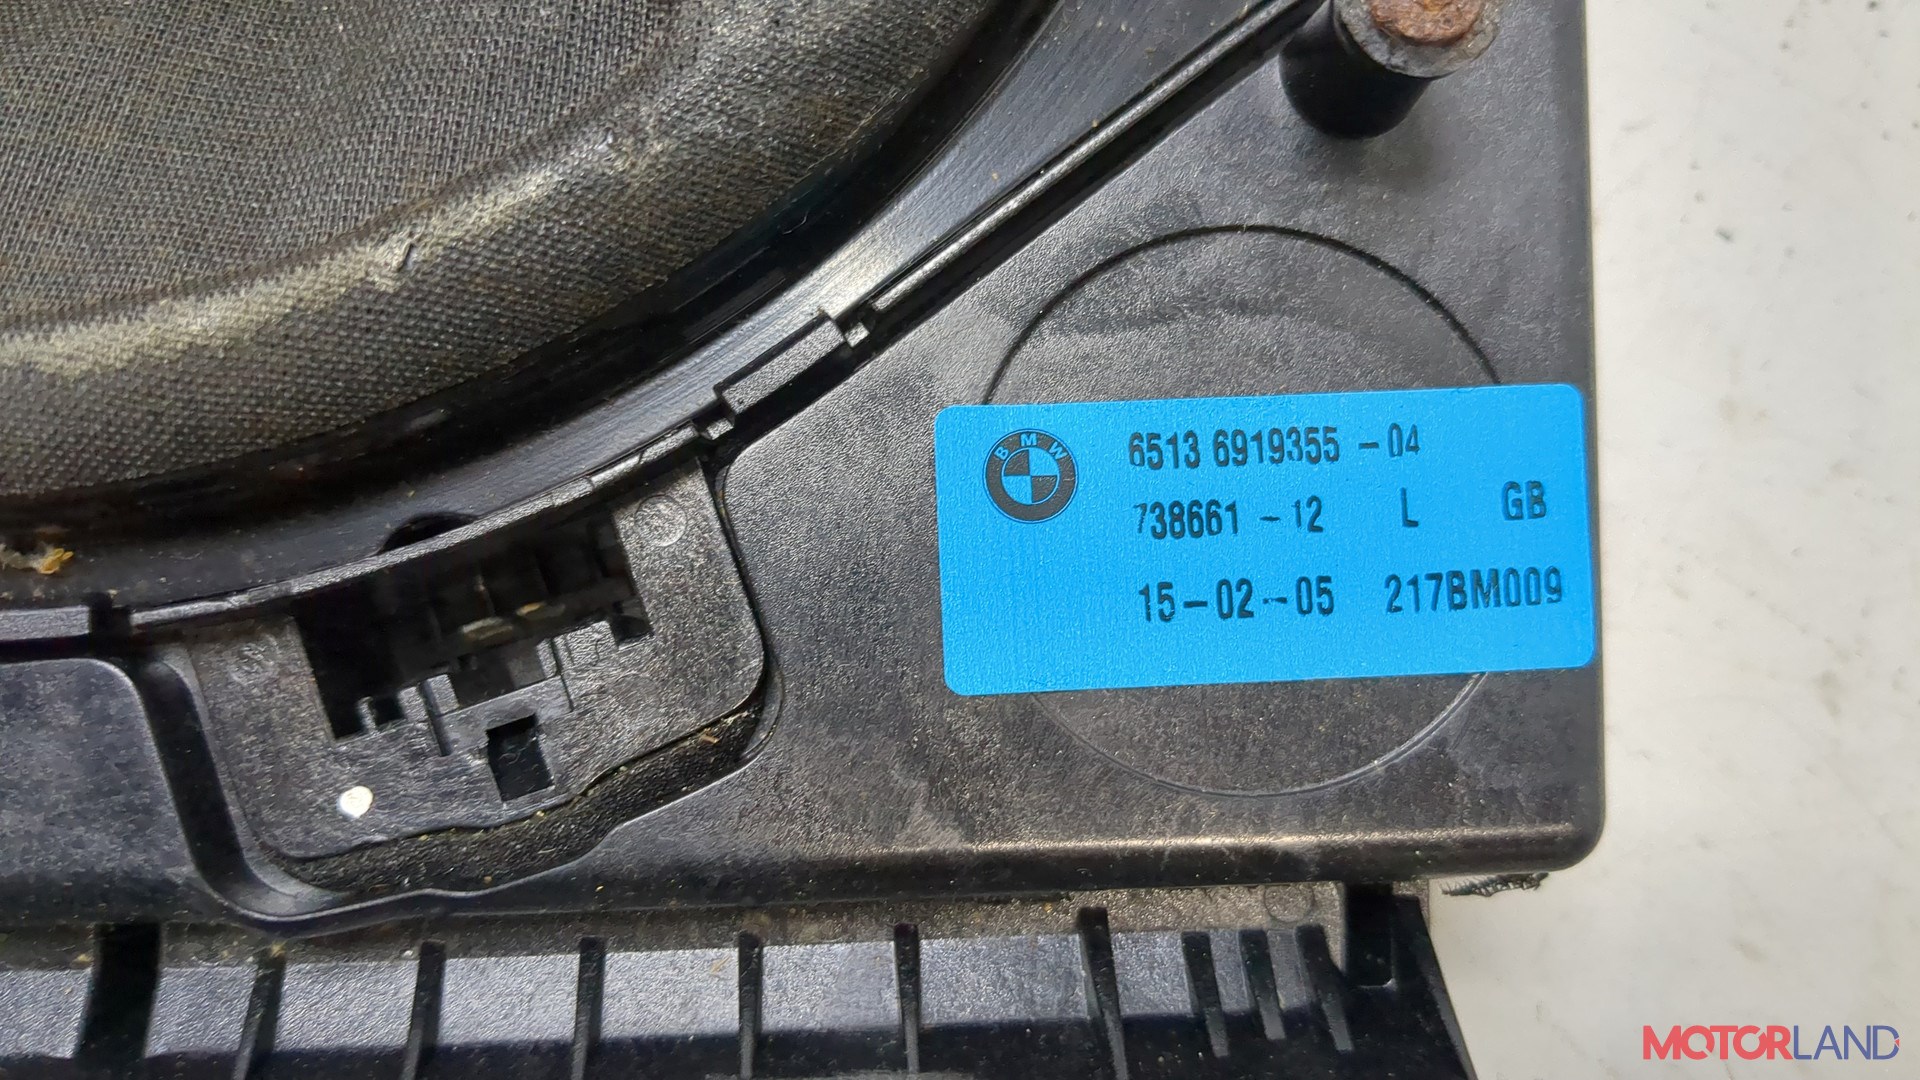 BMW
6513 6919355 - 04
738661 - 12 L GB
15-02-05 217BM009
MOTORLAND